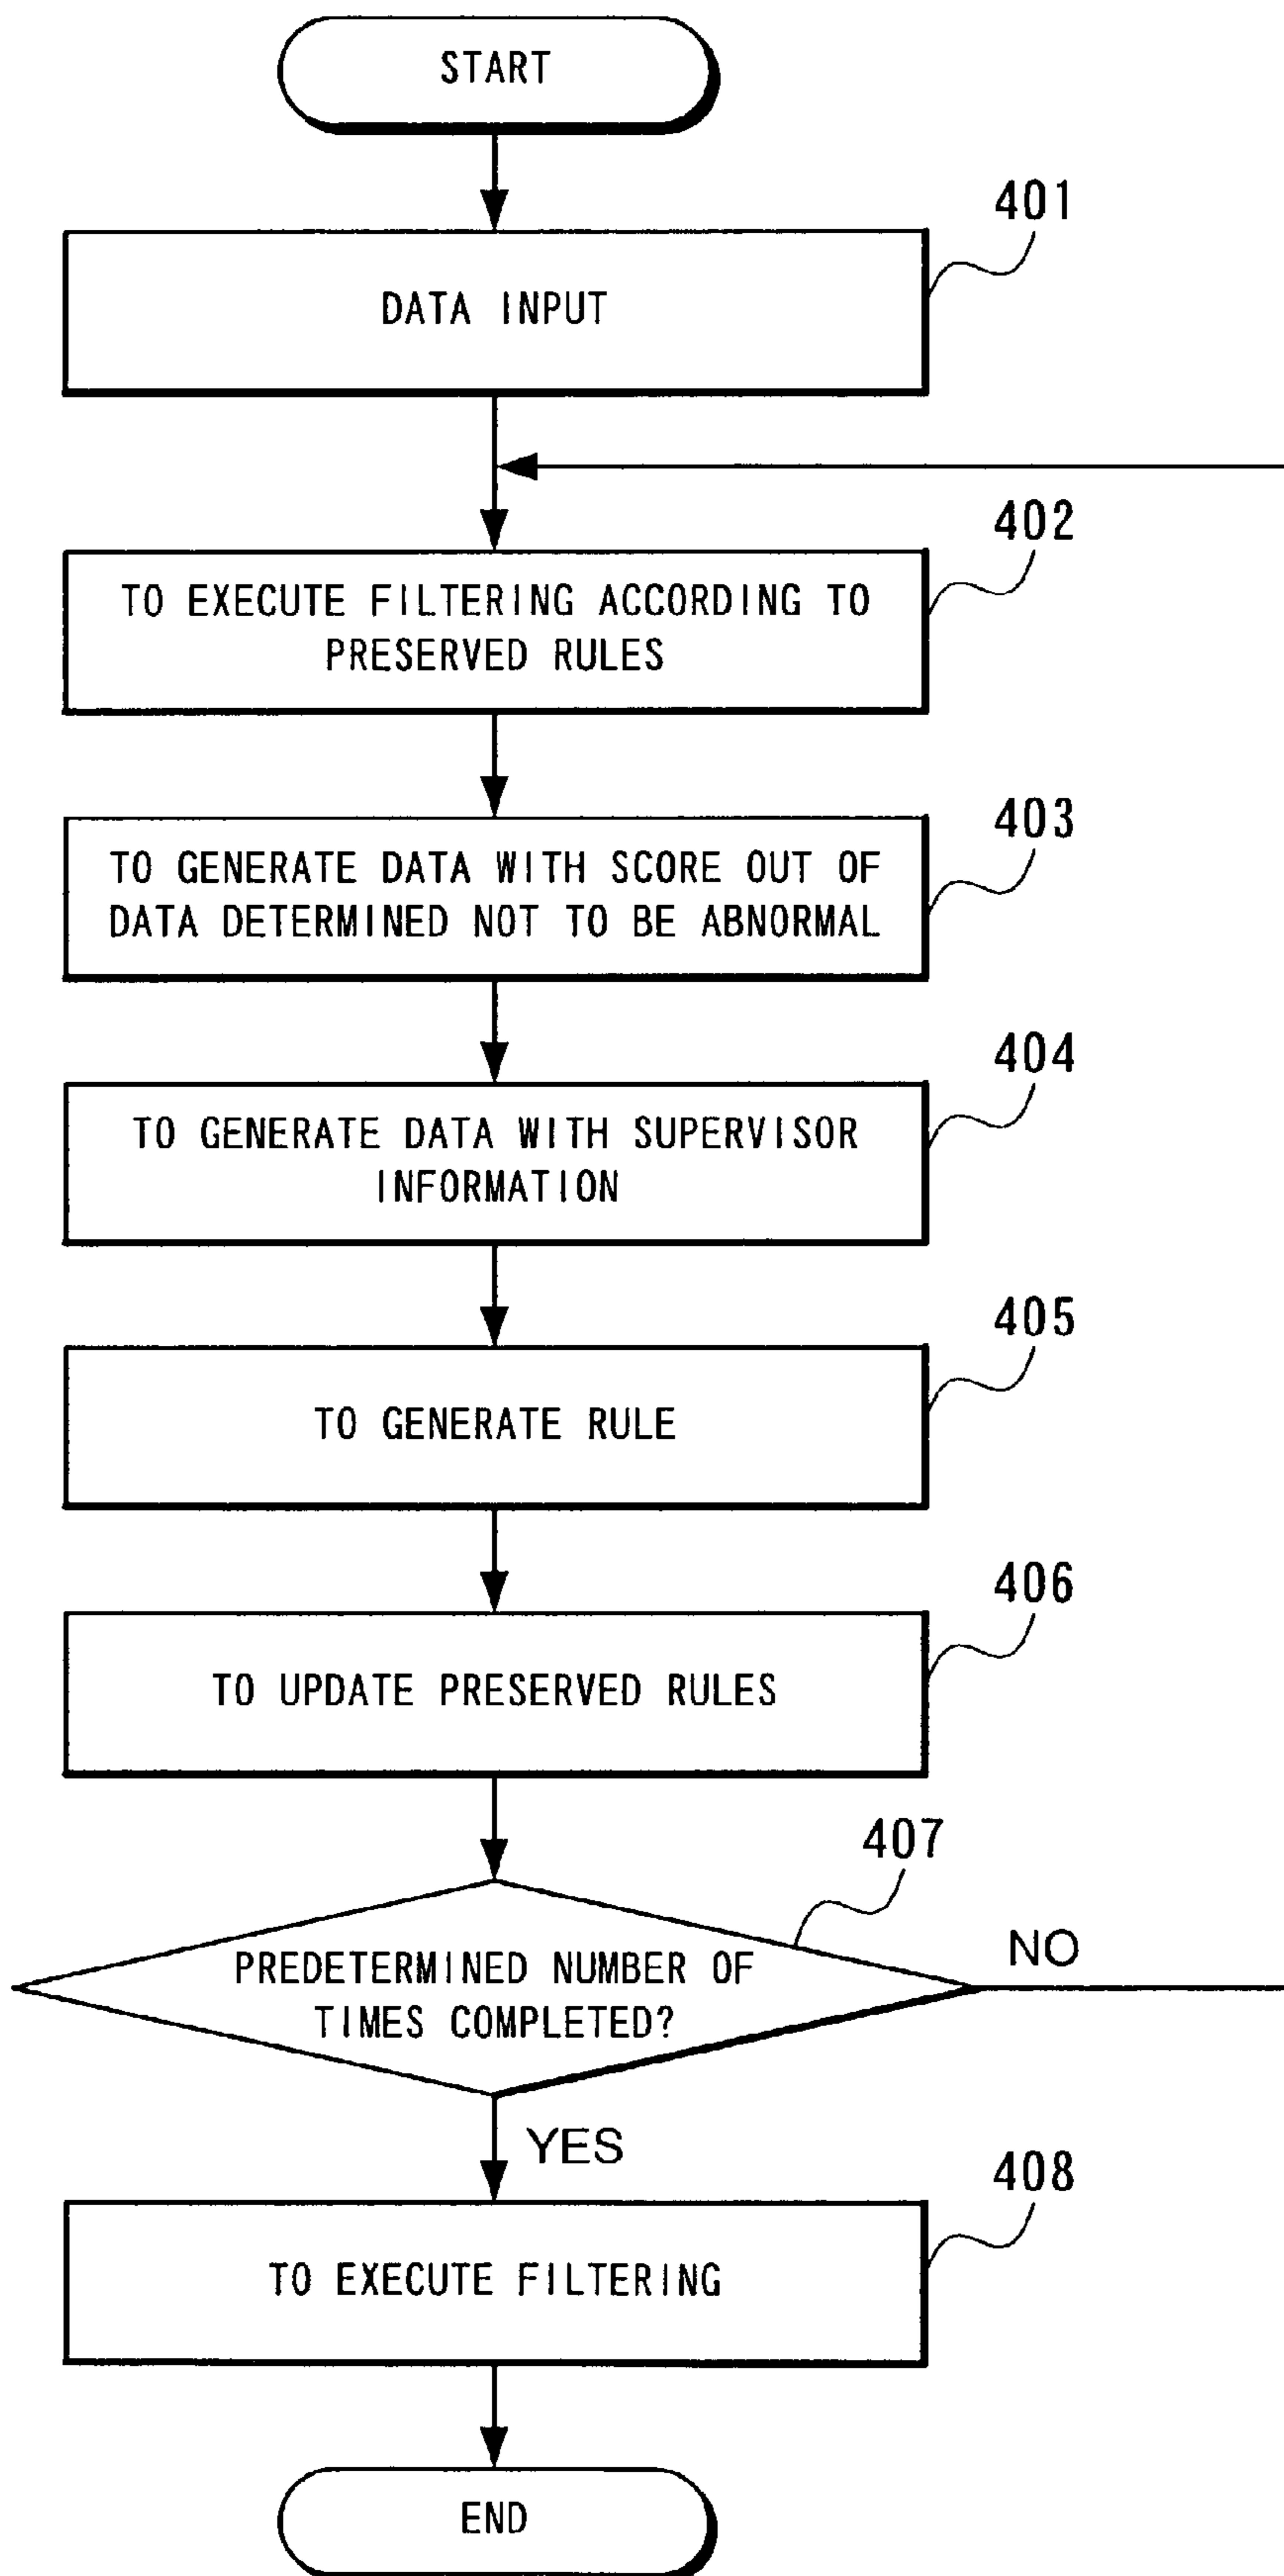 START
401
DATA INPUT
402
TO EXECUTE FILTERING ACCORDING TO
PRESERVED RULES
403
TO GENERATE DATA WITH SCORE OUT OF
DATA DETERMINED NOT TO BE ABNORMAL
404
TO GENERATE DATA WITH SUPERVISOR
INFORMATION
405
TO GENERATE RULE
406
TO UPDATE PRESERVED RULES
407
PREDETERMINED NUMBER OF
TIMES COMPLETED?
NO
YES
408
TO EXECUTE FILTERING
END